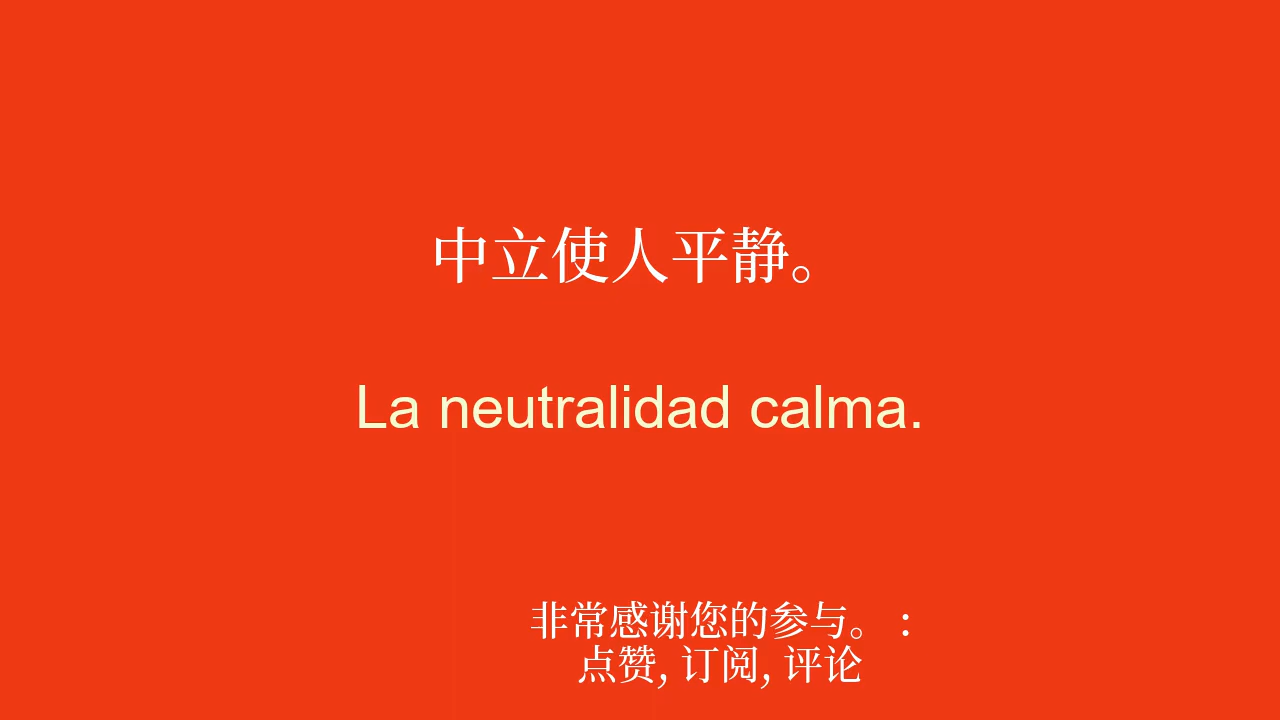 中立使人平静。
La neutralidad calma.
非常感谢您的参与。 :
点赞, 订阅, 评论